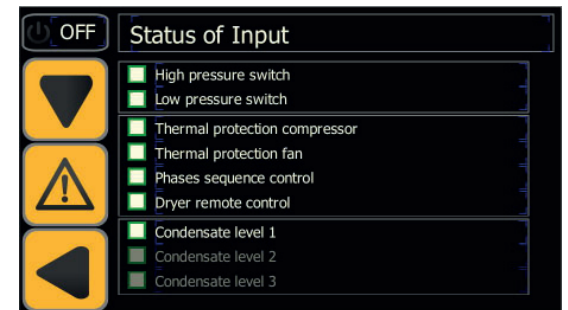 OFF
Status of Input
High pressure switch
Low pressure switch
Thermal protection compressor
Thermal protection fan
Phases sequence control
Dryer remote control
Condensate level 1
Condensate level 2
Condensate level 3